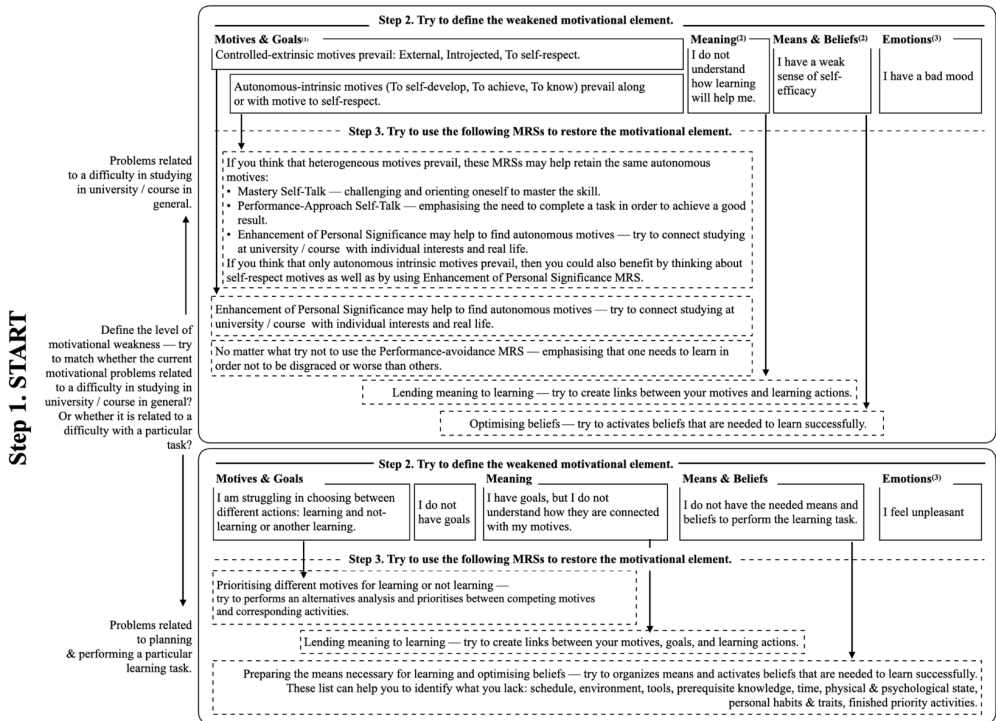 Step 1. START
Problems related
to a difficulty in studying
in university / course in
general.
Define the level of
motivational weakness — try
to match whether the current
motivational problems related
to a difficulty in studying in
university / course in general?
Or whether it is related to a
difficulty with a particular
task?
Problems related
to planning
& performing a particular
learning task.
Step 2. Try to define the weakened motivational element.
Motives & Goals(1)
Controlled-extrinsic motives prevail: External, Introjected, To self-respect.
Autonomous-intrinsic motives (To self-develop, To achieve, To know) prevail along
or with motive to self-respect.
Meaning(2)
I do not
understand
how learning
will help me.
Means & Beliefs(2)
I have a weak
sense of self-
efficacy
Emotions(3)
I have a bad mood
Step 3. Try to use the following MRSs to restore the motivational element.
If you think that heterogeneous motives prevail, these MRSs may help retain the same autonomous
motives:
• Mastery Self-Talk — challenging and orienting oneself to master the skill.
• Performance-Approach Self-Talk — emphasising the need to complete a task in order to achieve a good
result.
• Enhancement of Personal Significance may help to find autonomous motives — try to connect studying
at university / course with individual interests and real life.
If you think that only autonomous intrinsic motives prevail, then you could also benefit by thinking about
self-respect motives as well as by using Enhancement of Personal Significance MRS.
Enhancement of Personal Significance may help to find autonomous motives — try to connect studying at
university / course with individual interests and real life.
No matter what try not to use the Performance-avoidance MRS – emphasising that one needs to learn in
order not to be disgraced or worse than others.
Lending meaning to learning — try to create links between your motives and learning actions.
Optimising beliefs — try to activates beliefs that are needed to learn successfully.
Step 2. Try to define the weakened motivational element.
Motives & Goals
I am struggling in choosing between
different actions: learning and not-
learning or another learning.
I do not
have goals
Meaning
I have goals, but I do not
understand how they are connected
with my motives.
Means & Beliefs
I do not have the needed means and
beliefs to perform the learning task.
Emotions(3)
I feel unpleasant
Step 3. Try to use the following MRSs to restore the motivational element.
Prioritising different motives for learning or not learning —
try to performs an alternatives analysis and prioritises between competing motives
and corresponding activities.
Lending meaning to learning — try to create links between your motives, goals, and learning actions.
Preparing the means necessary for learning and optimising beliefs — try to organizes means and activates beliefs that are needed to learn successfully.
These list can help you to identify what you lack: schedule, environment, tools, prerequisite knowledge, time, physical & psychological state,
personal habits & traits, finished priority activities.